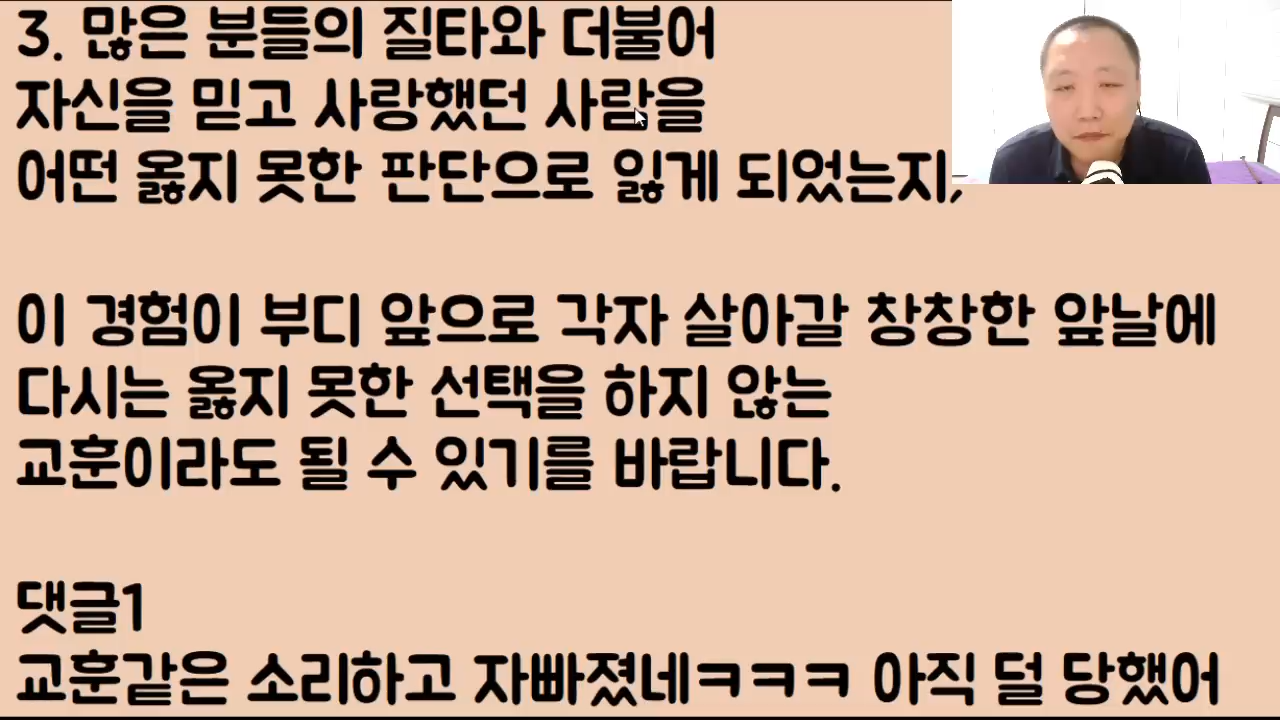 3. 많은 분들의 질타와 더불어
자신을 믿고 사랑했던 사람을
어떤 옳지 못한 판단으로 잃게 되었는지,
이 경험이 부디 앞으로 각자 살아갈 창창한 앞날에
다시는 옳지 못한 선택을 하지 않는
교훈이라도 될 수 있기를 바랍니다.
댓글1
교훈같은 소리하고 자빠졌네ㅋㅋㅋ 아직 덜 당했어